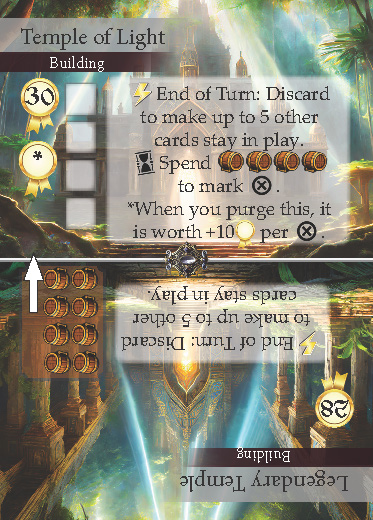 Temple of Light
Building
30
*
End of Turn: Discard
to make up to 5 other
cards stay in play.
Spend
to mark ⊗.
*When you purge this, it
is worth +10 per ⊗.
Legendary Temple
Building
28
End of Turn: Discard
to make up to 5 other
cards stay in play.